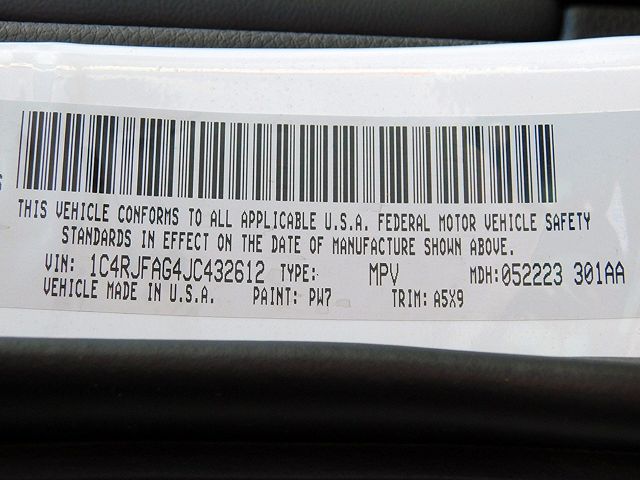 THIS VEHICLE CONFORMS TO ALL APPLICABLE U.S.A. FEDERAL MOTOR VEHICLE SAFETY
STANDARDS IN EFFECT ON THE DATE OF MANUFACTURE SHOWN ABOVE.
VIN: 1C4RJFAG4JC432612 TYPE: MPV MDH:052223 301AA
VEHICLE MADE IN U.S.A. PAINT: PW7 TRIM: A5X9